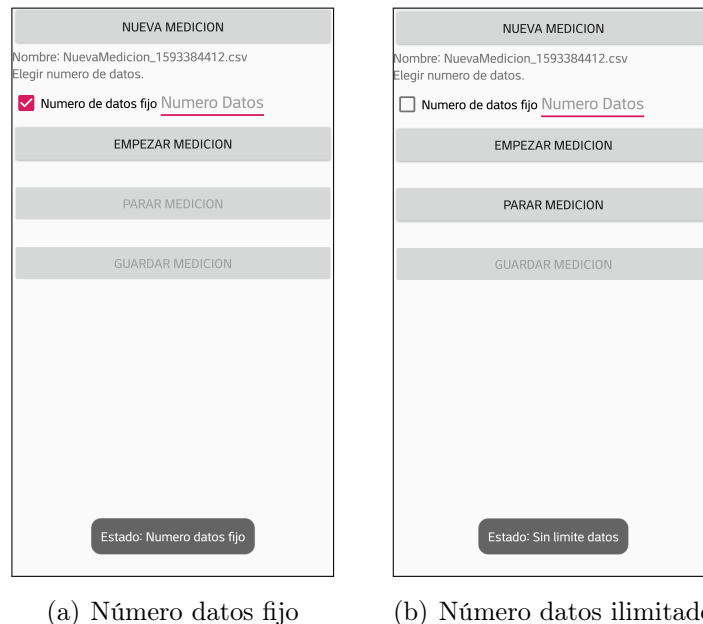 NUEVA MEDICION
Nombre: NuevaMedicion_1593384412.csv
Elegir numero de datos.
Numero de datos fijo Numero Datos
EMPEZAR MEDICION
PARAR MEDICION
GUARDAR MEDICION
Estado: Numero datos fijo
(a) Número datos fijo
NUEVA MEDICION
Nombre: NuevaMedicion_1593384412.csv
Elegir numero de datos.
Numero de datos fijo Numero Datos
EMPEZAR MEDICION
PARAR MEDICION
GUARDAR MEDICION
Estado: Sin limite datos
(b) Número datos ilimitado